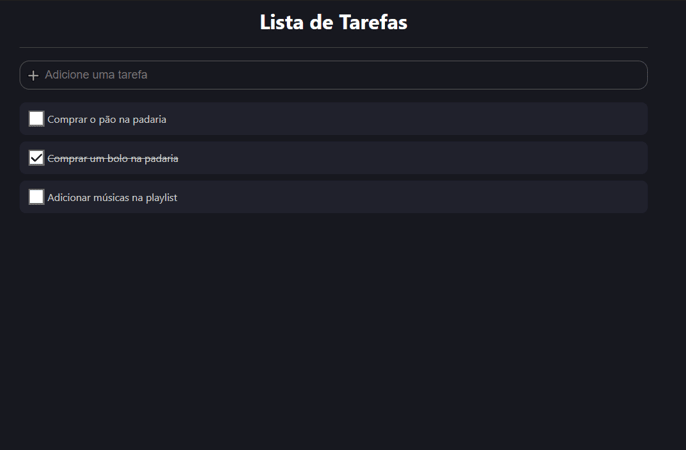 Lista de Tarefas
+ Adicione uma tarefa
Comprar o pão na padaria
Comprar um bolo na padaria
Adicionar músicas na playlist